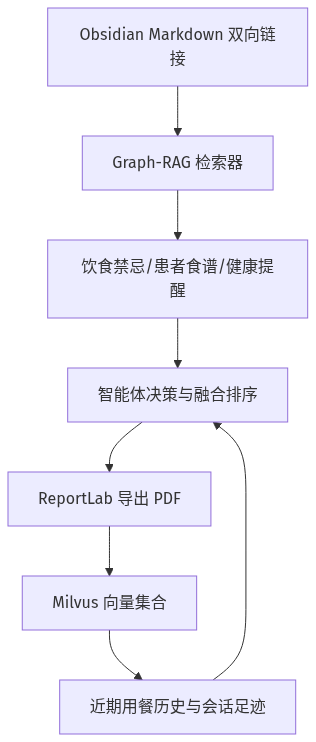 Obsidian Markdown 双向链
接
Graph-RAG 检索器
饮食禁忌/患者食谱/健康提
醒
智能体决策与融合排序
ReportLab 导出 PDF
Milvus 向量集合
近期用餐历史与会话足迹